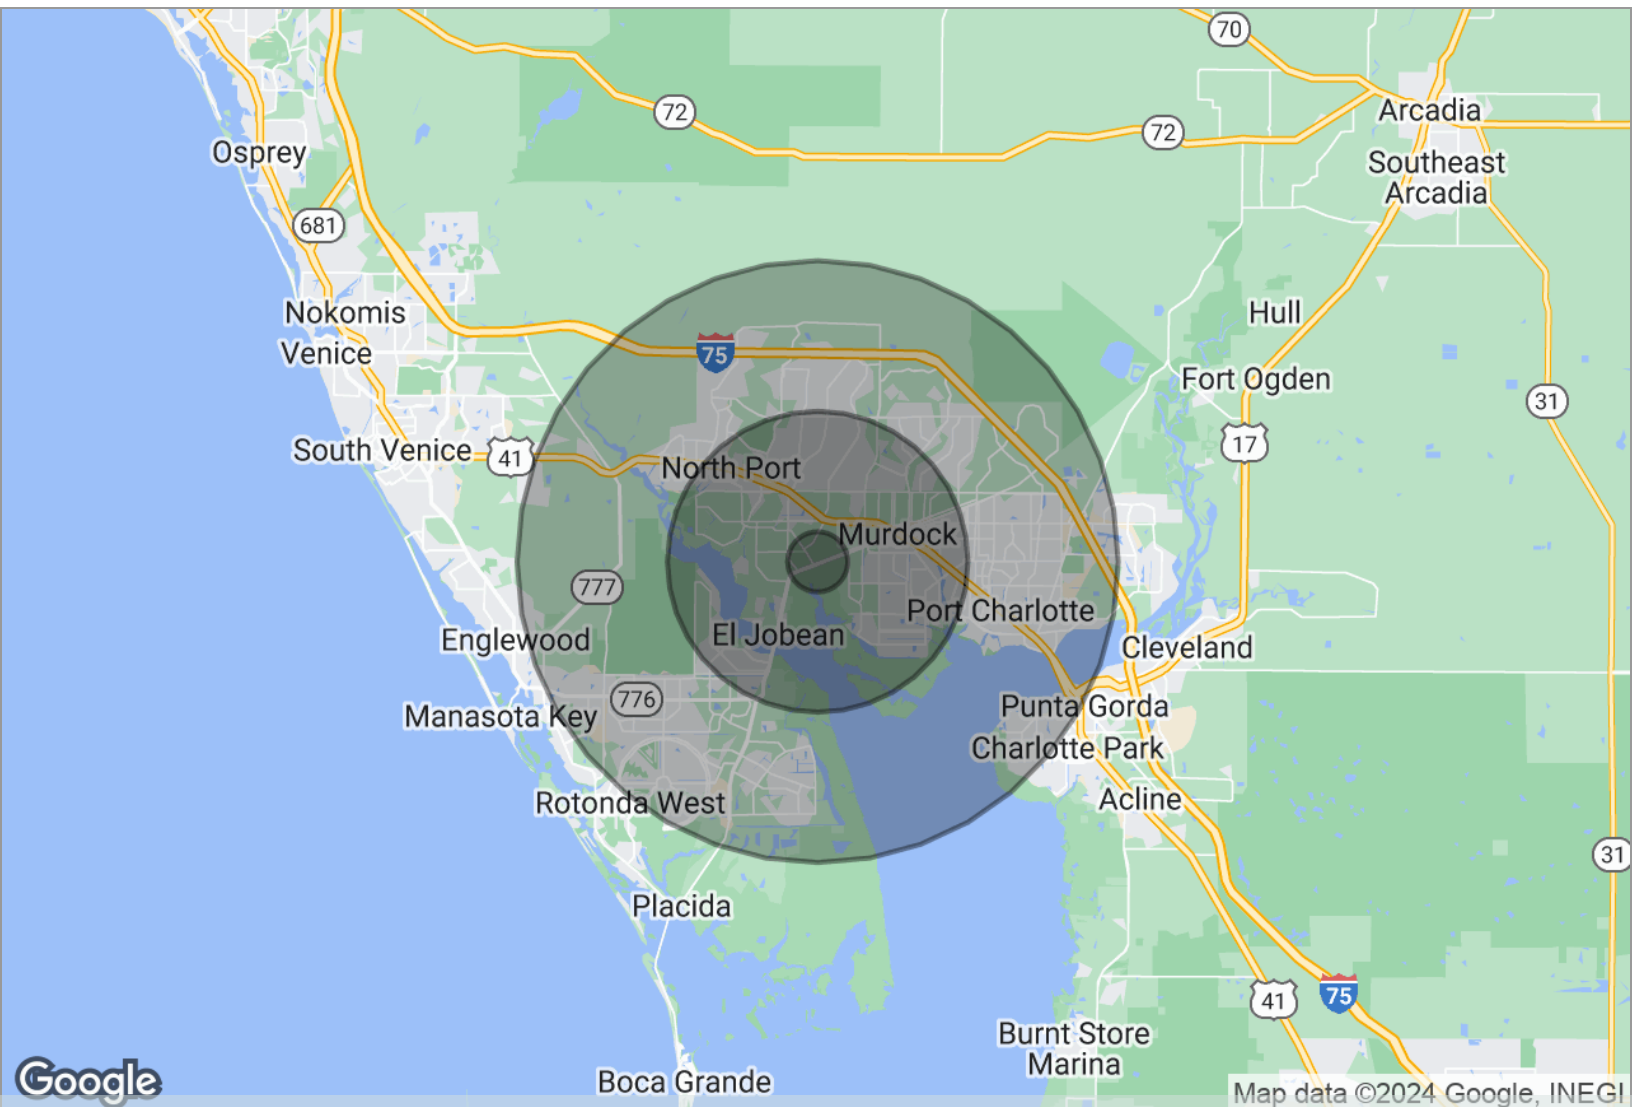 70
Arcadia
72
72
Osprey
Southeast
Arcadia
681
Nokomis
Hull
Venice
75
Fort Ogden
31
South Venice
41
17
North Port
Murdock
777
Port Charlotte
El Jobean
Englewood
Cleveland
776
Punta Gorda
Manasota Key
Charlotte Park
Rotonda West
Acline
31
Placida
75
41
Burnt Store
Marina
Google
Boca Grande
Map data ©2024 Google, INEGI